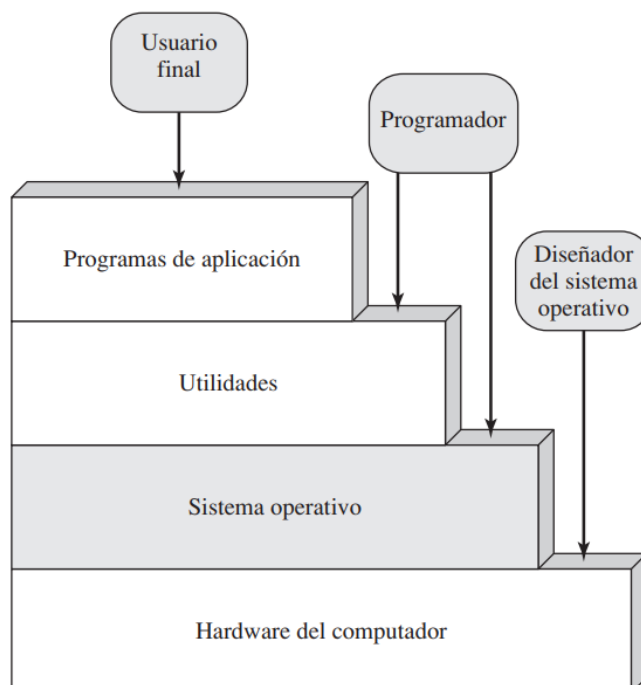 Usuario
final
Programador
Diseñador
del sistema
operativo
Programas de aplicación
Utilidades
Sistema operativo
Hardware del computador